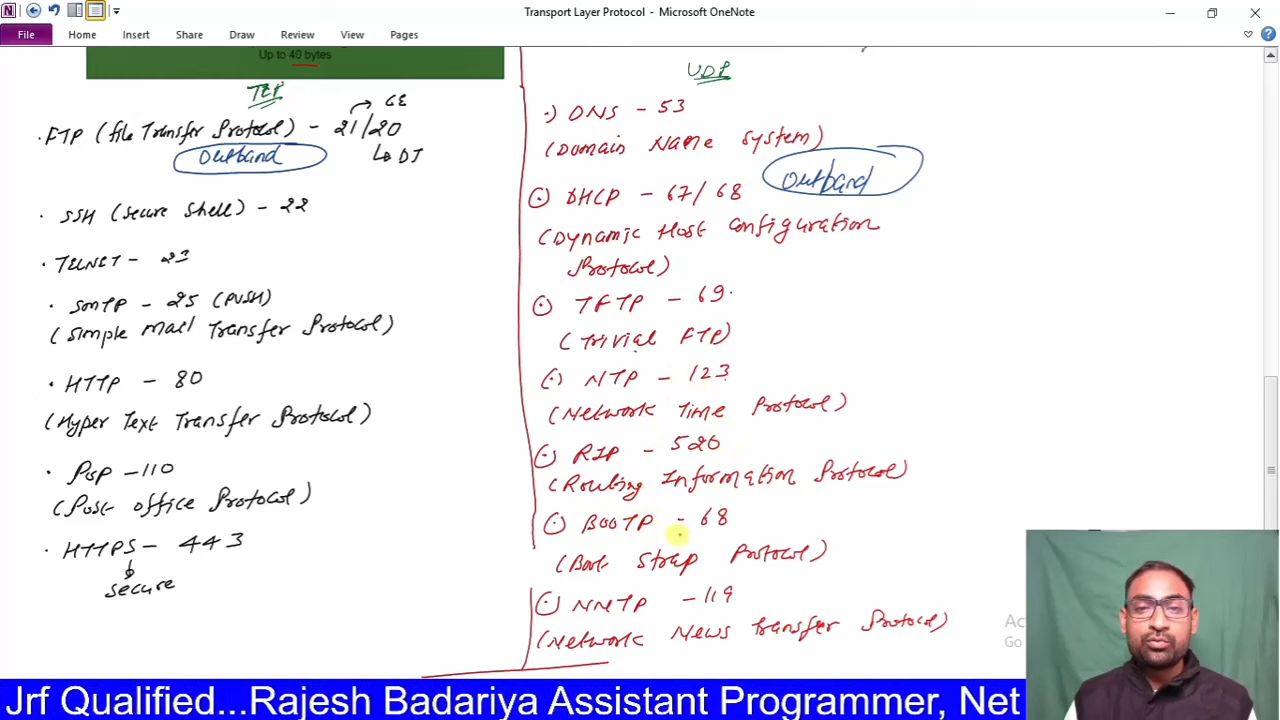 Transport Layer Protocol - Microsoft OneNote
File Home Insert Share Draw Review View Pages
Up to 40 bytes
TCP
CE
FTP (file Transfer Protocol) - 21/20
DT
outband
SSH (secure shell) - 22
TELNET - 23
SMTP - 25 (PUSH)
(Simple mail Transfer Protocol)
HTTP - 80
(Hyper Text Transfer Protocol)
POP - 110
(Post office Protocol)
HTTPS - 443
secure
UDP
DNS - 53
(Domain Name System)
outband
DHCP - 67/68
(Dynamic Host configuration
Protocol)
TFTP - 69
(Trivial FTP)
NTP - 123
(Network Time Protocol)
RIP - 520
(Routing Information Protocol)
BOOTP - 68
(Boot Strap Protocol)
NNTP - 119
(Network News Transfer Protocol)
Ac
Go
Jrf Qualified...Rajesh Badariya Assistant Programmer, Net